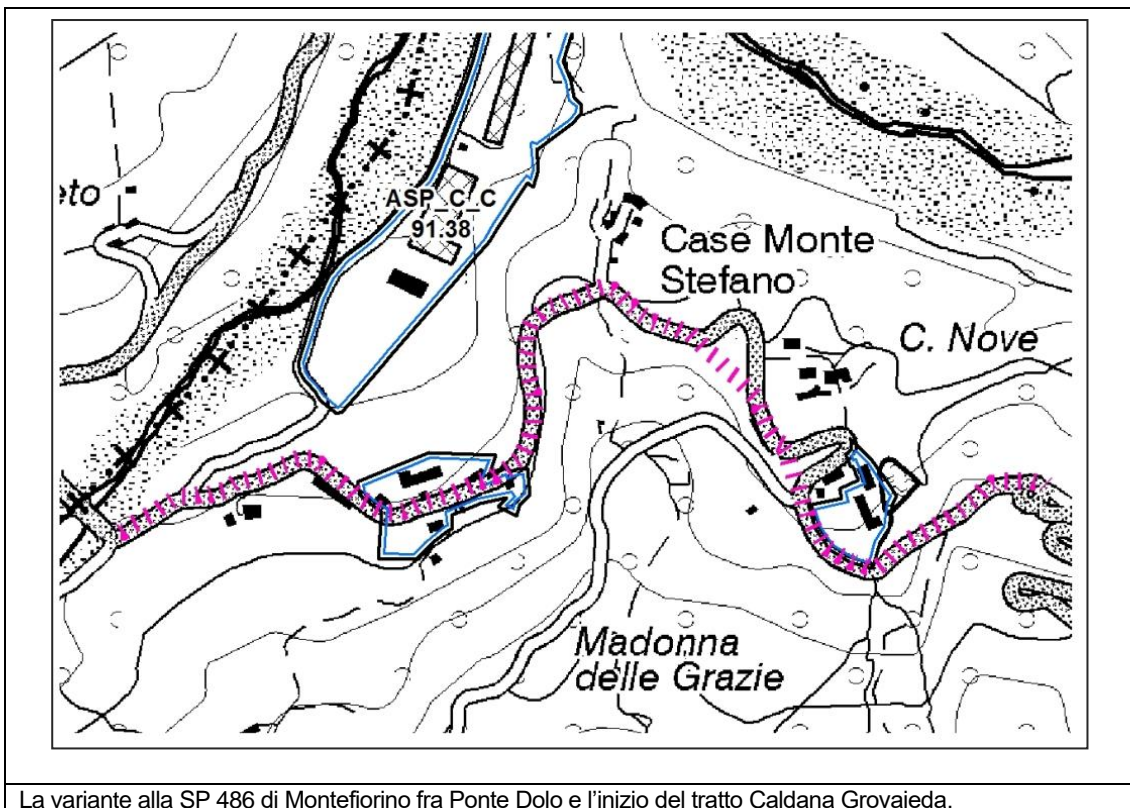 eto
ASP_C_C
91.38
Case Monte
Stefano
C. Nove
Madonna
delle Grazie
La variante alla SP 486 di Montefiorino fra Ponte Dolo e l'inizio del tratto Caldana Grovaieda.